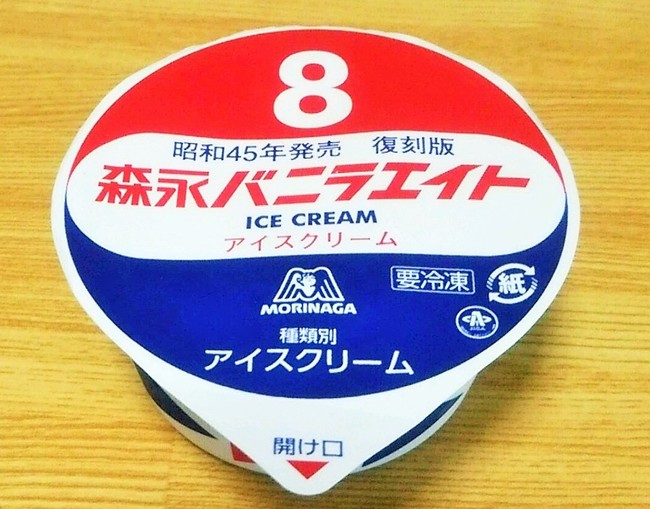 8
昭和45年発売 復刻版
森永バニラエイト
ICE CREAM
アイスクリーム
MORINAGA
要冷凍
紙
種類別
アイスクリーム
開け口